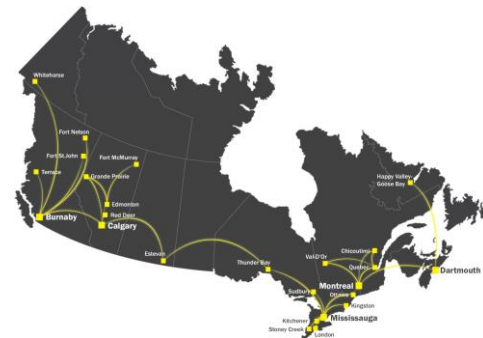 Whitehorse
Fort Nelson
Fort St.John
Fort McMurray
Terrace
Grande Prairie
Happy Valley-
Goose Bay
Edmonton
Red Deer
Burnaby
Calgary
Chicoutimi
Estevan
Val-D'Or
Thunder Bay
Quebec
Dartmouth
Montreal
Sudbury
Ottawa
Kingston
Mississauga
Kitchener
Stoney Creek
London